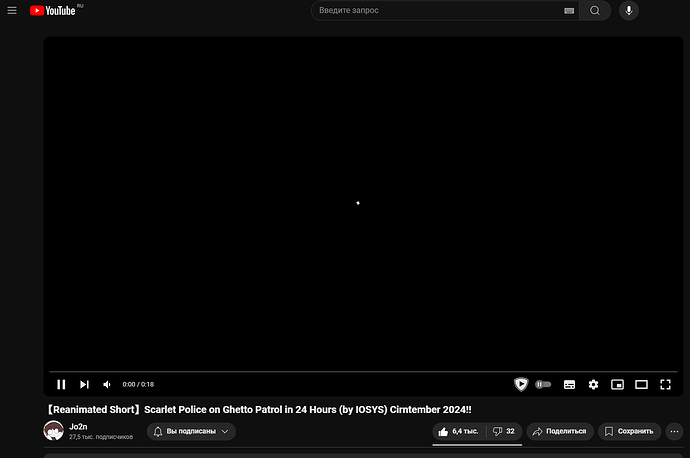 YouTube RU
Введите запрос
0:00 / 0:18
【Reanimated Short】Scarlet Police on Ghetto Patrol in 24 Hours (by IOSYS) Cirntember 2024!!
Jo2n
27,5 тыс. подписчиков
Вы подписаны
6,4 тыс.
32
Поделиться
Сохранить